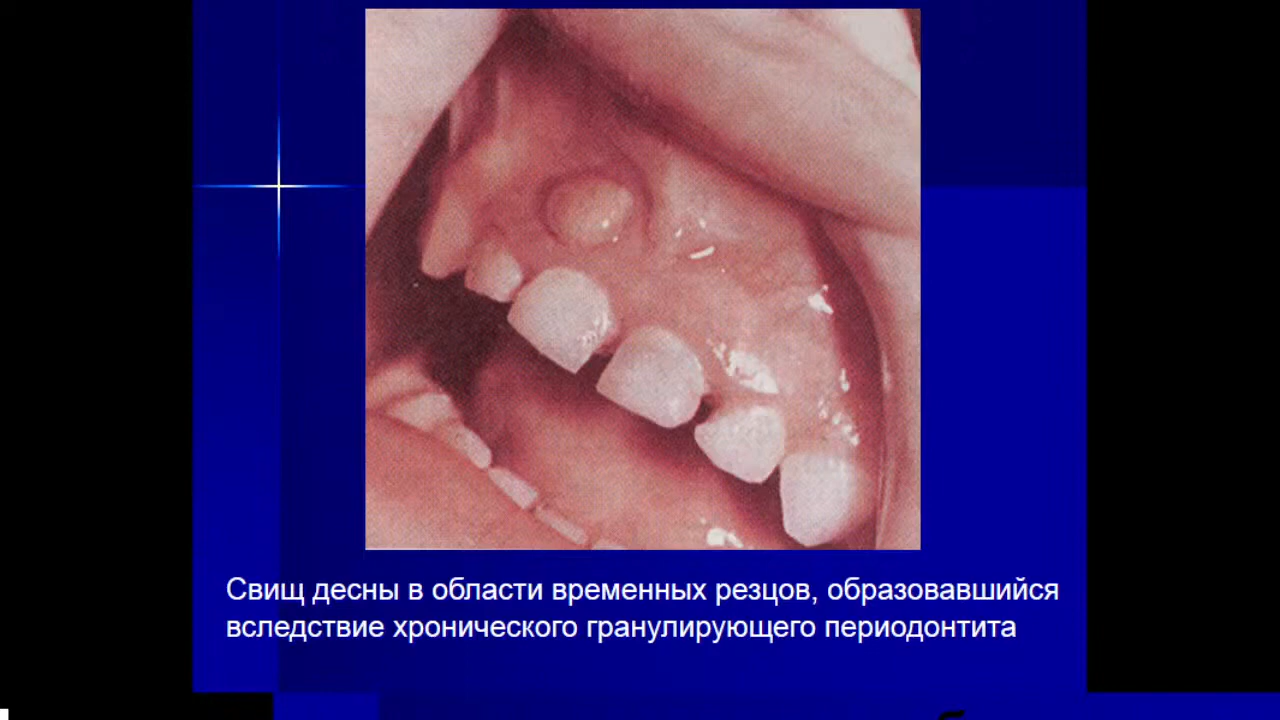 Свищ десны в области временных резцов, образовавшийся
вследствие хронического гранулирующего периодонтита